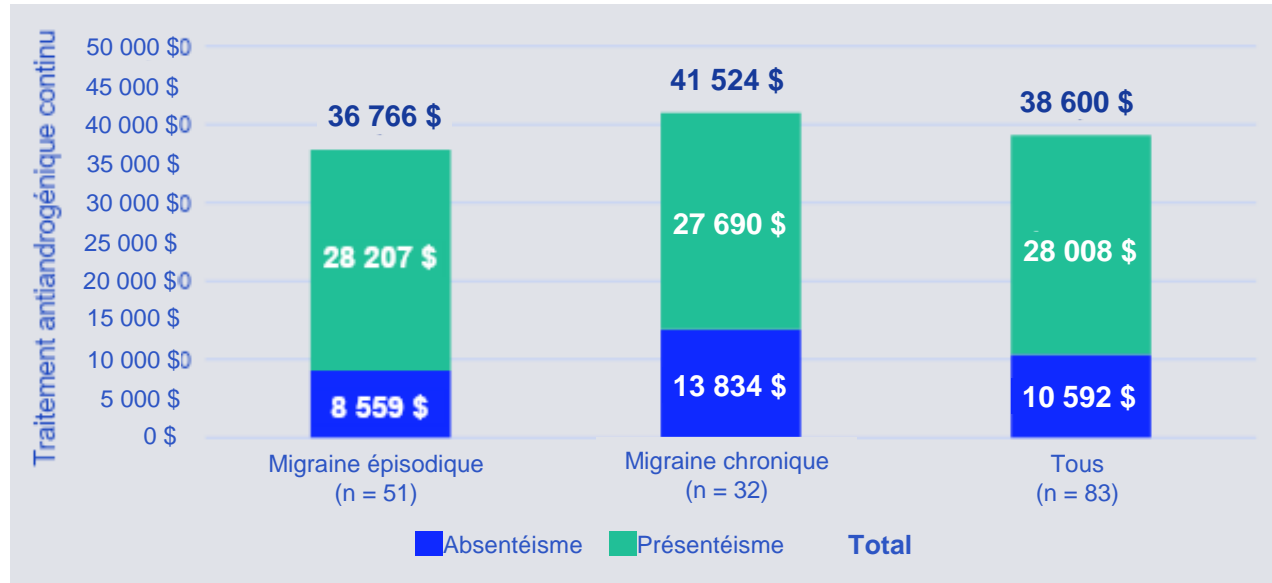 Traitement antiandrogénique continu
50 000 $0
45 000 $
40 000 $0
35 000 $
30 000 $0
25 000 $
20 000 $0
15 000 $
10 000 $0
5 000 $
0 $
36 766 $
28 207 $
8 559 $
41 524 $
27 690 $
13 834 $
38 600 $
28 008 $
10 592 $
Migraine épisodique
(n = 51)
Migraine chronique
(n = 32)
Tous
(n = 83)
Absentéisme Présentéisme Total